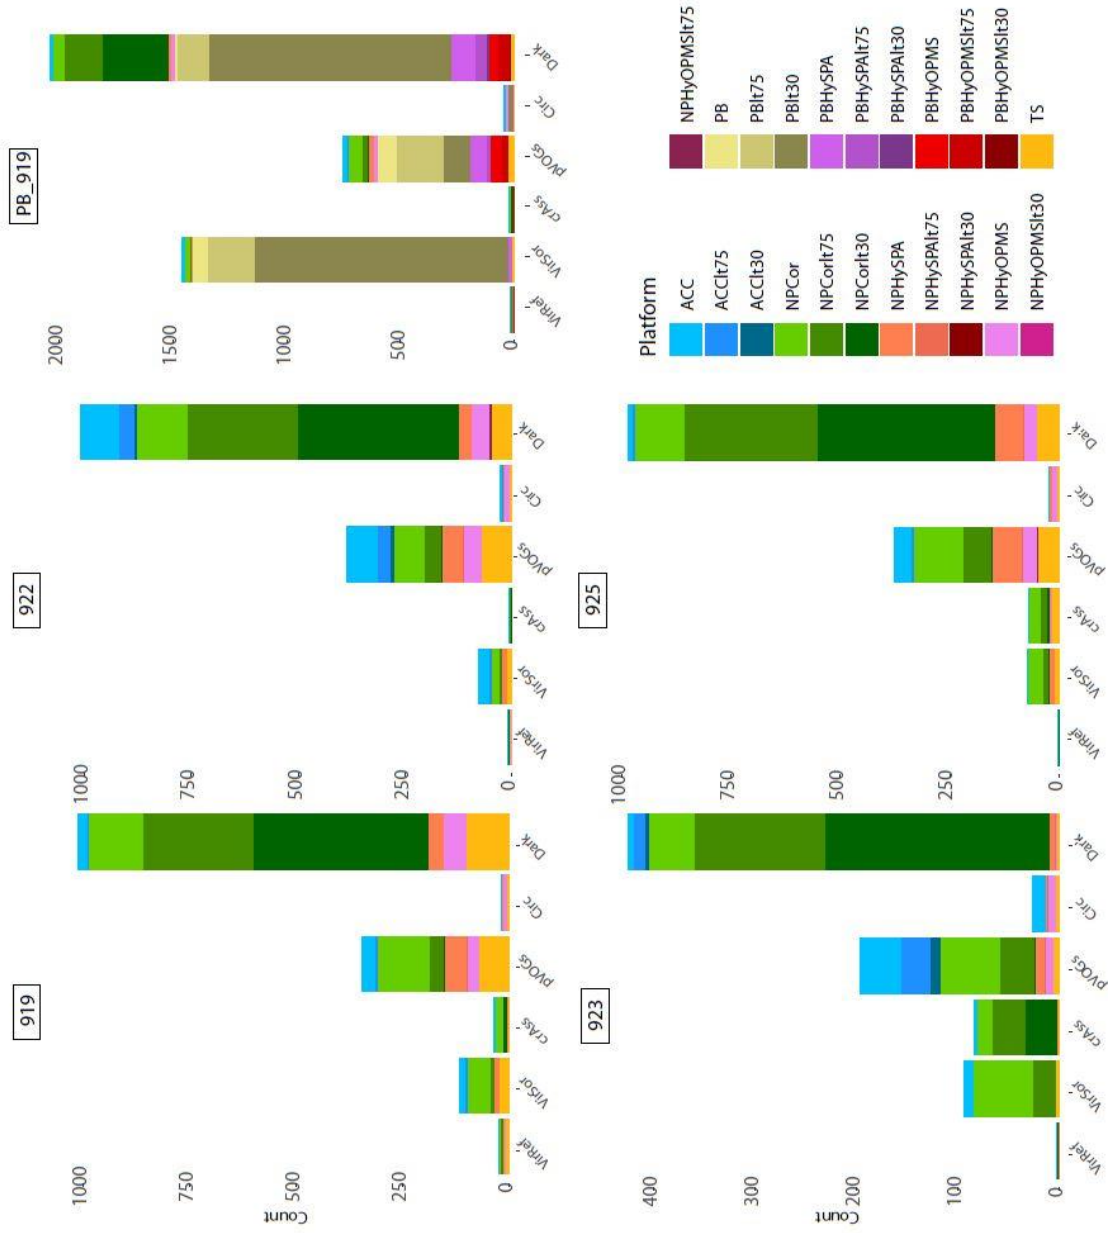 919
Count
1000
750
500
250
0
VirRef
VirSor
crAss
pVOGs
Circ
Dark
922
1000
750
500
250
0
VirRef
VirSor
crAss
pVOGs
Circ
Dark
PB_919
2000
1500
1000
500
0
VirRef
VirSor
crAss
pVOGs
Circ
Dark
923
Count
400
300
200
100
0
VirRef
VirSor
crAss
pVOGs
Circ
Dark
925
1000
750
500
250
0
VirRef
VirSor
crAss
pVOGs
Circ
Dark
Platform
ACC
ACClt75
ACClt30
NPCor
NPCorlt75
NPCorlt30
NPHySPA
NPHySPAlt75
NPHySPAlt30
NPHyOPMS
NPHyOPMSlt30
NPHyOPMSlt75
PB
PBlt75
PBlt30
PBHySPA
PBHySPAlt75
PBHySPAlt30
PBHyOPMS
PBHyOPMSlt75
PBHyOPMSlt30
TS